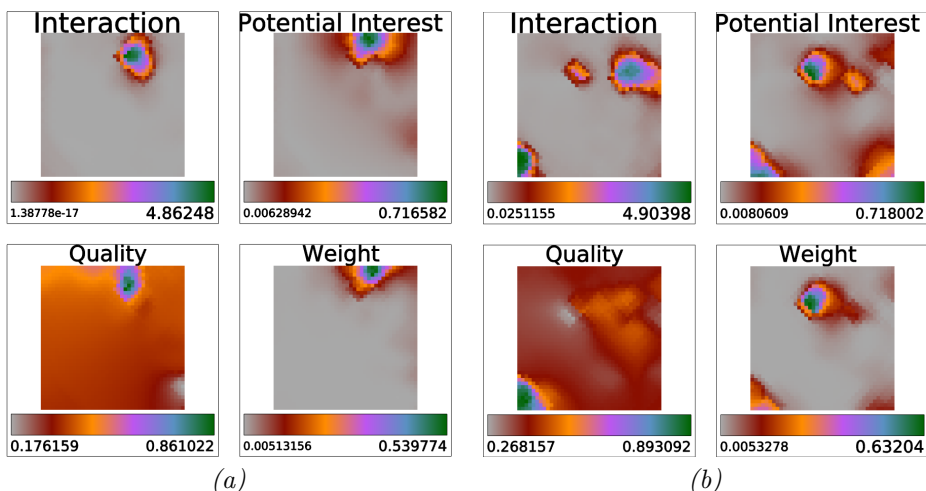 Interaction
Potential Interest
Interaction
Potential Interest
1.38778e-17 4.86248
0.00628942 0.716582
0.0251155 4.90398
0.0080609 0.718002
Quality
Weight
Quality
Weight
0.176159 0.861022
0.00513156 0.539774
0.268157 0.893092
0.0053278 0.63204
(a)
(b)